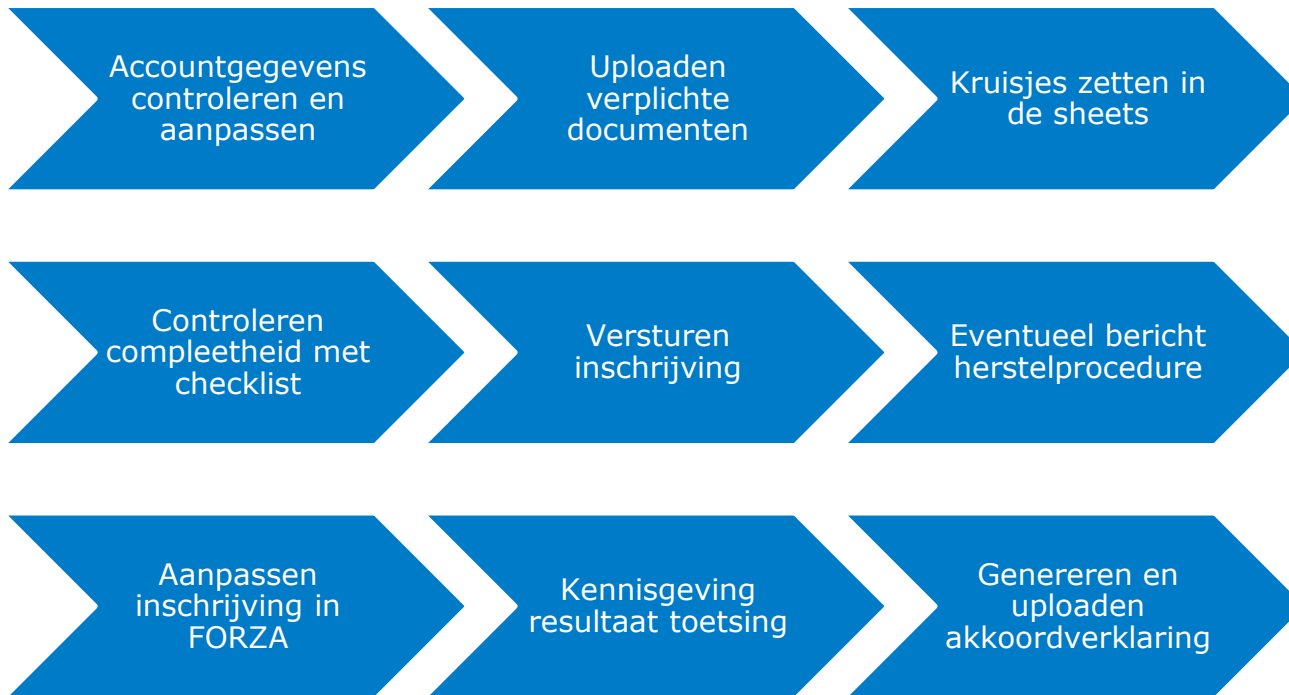 Accountgegevens
controleren en
aanpassen
Uploaden
verplichte
documenten
Kruisjes zetten in
de sheets
Controleren
compleetheid met
checklist
Versturen
inschrijving
Eventueel bericht
herstelprocedure
Aanpassen
inschrijving in
FORZA
Kennisgeving
resultaat toetsing
Genereren en
uploaden
akkoordverklaring